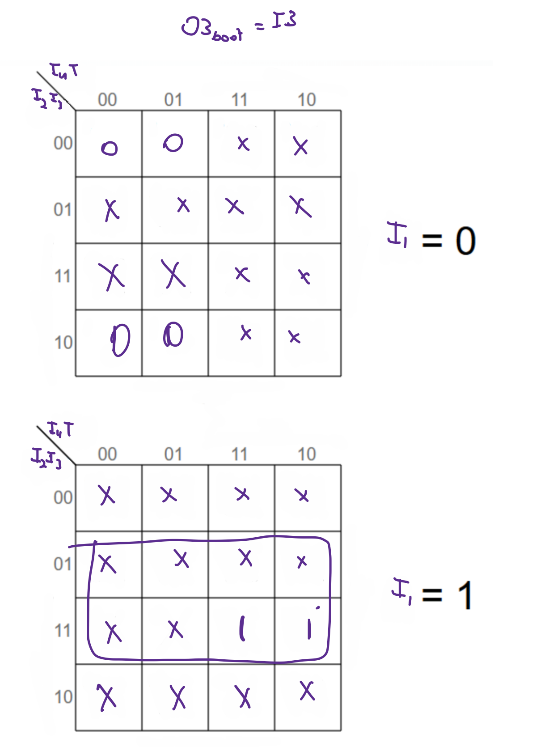 O3boot = I3
I4T
I2I3
00 01 11 10
00 0 0 X X
01 X X X X
11 X X X X
10 0 0 X X
I1 = 0
I4T
I2I3
00 01 11 10
00 X X X X
01 X X X X
11 X X 1 1
10 X X X X
I1 = 1